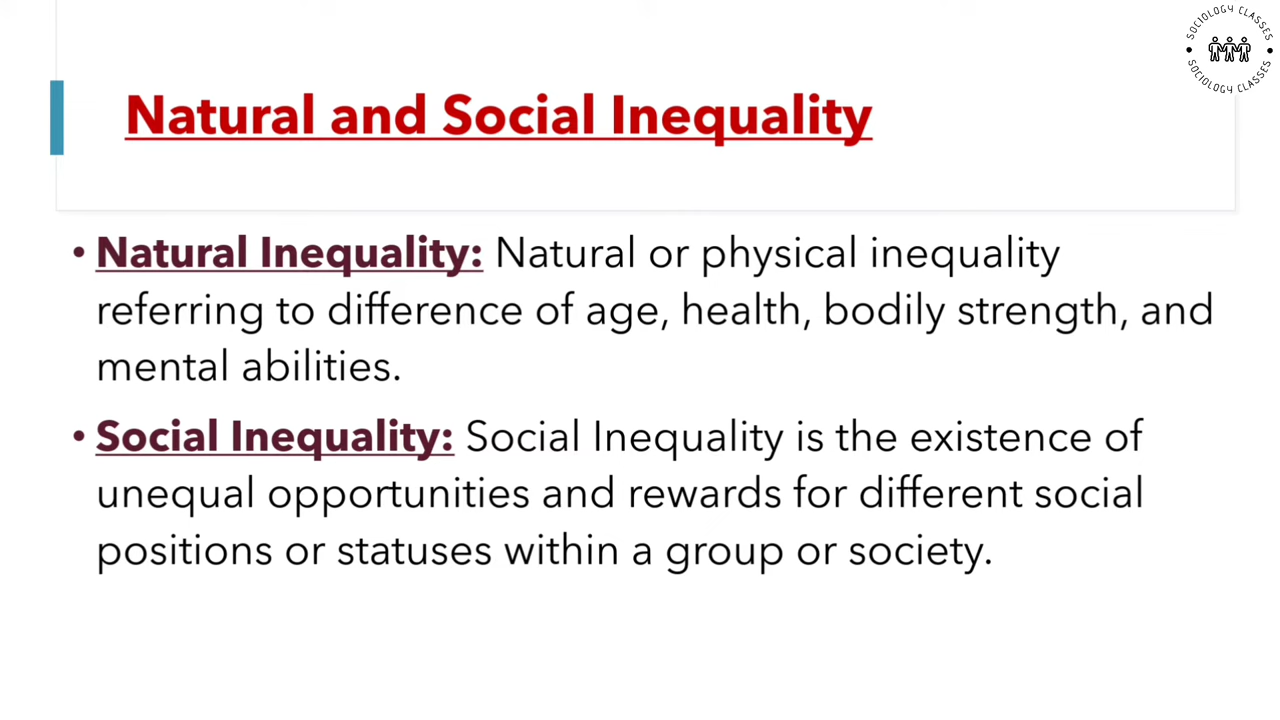 SOCIOLOGY CLASSES
SOCIOLOGY CLASSES
Natural and Social Inequality
• Natural Inequality: Natural or physical inequality
referring to difference of age, health, bodily strength, and
mental abilities.
• Social Inequality: Social Inequality is the existence of
unequal opportunities and rewards for different social
positions or statuses within a group or society.